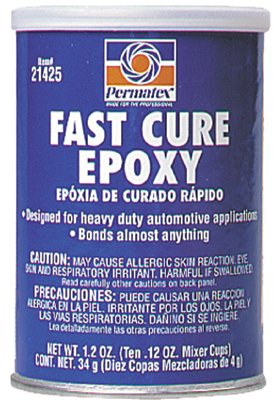 Item#
21425
Permatex®
MADE FOR THE PROFESSIONAL
FAST CURE
EPOXY
EPÓXIA DE CURADO RÁPIDO
• Designed for heavy duty automotive applications
• Bonds almost anything
CAUTION: MAY CAUSE ALLERGIC SKIN REACTION. EYE,
SKIN AND RESPIRATORY IRRITANT. HARMFUL IF SWALLOWED.
Read carefully other cautions on back panel.
PRECAUCIONES: PUEDE CAUSAR UNA REACCION
ALERGICA EN LA PIEL. IRRITANTE POR LOS OJOS, LA PIEL Y
LAS VIAS RESPIRATORIAS. DAÑINO SI SE INGIERE.
Lea detalladamente las otras precauciones al reverso.
NET WT. 1.2 OZ. (Ten .12 OZ. Mixer Cups)
CONT. NET. 34 g (Diez Copas Mezcladoras de 4 g)